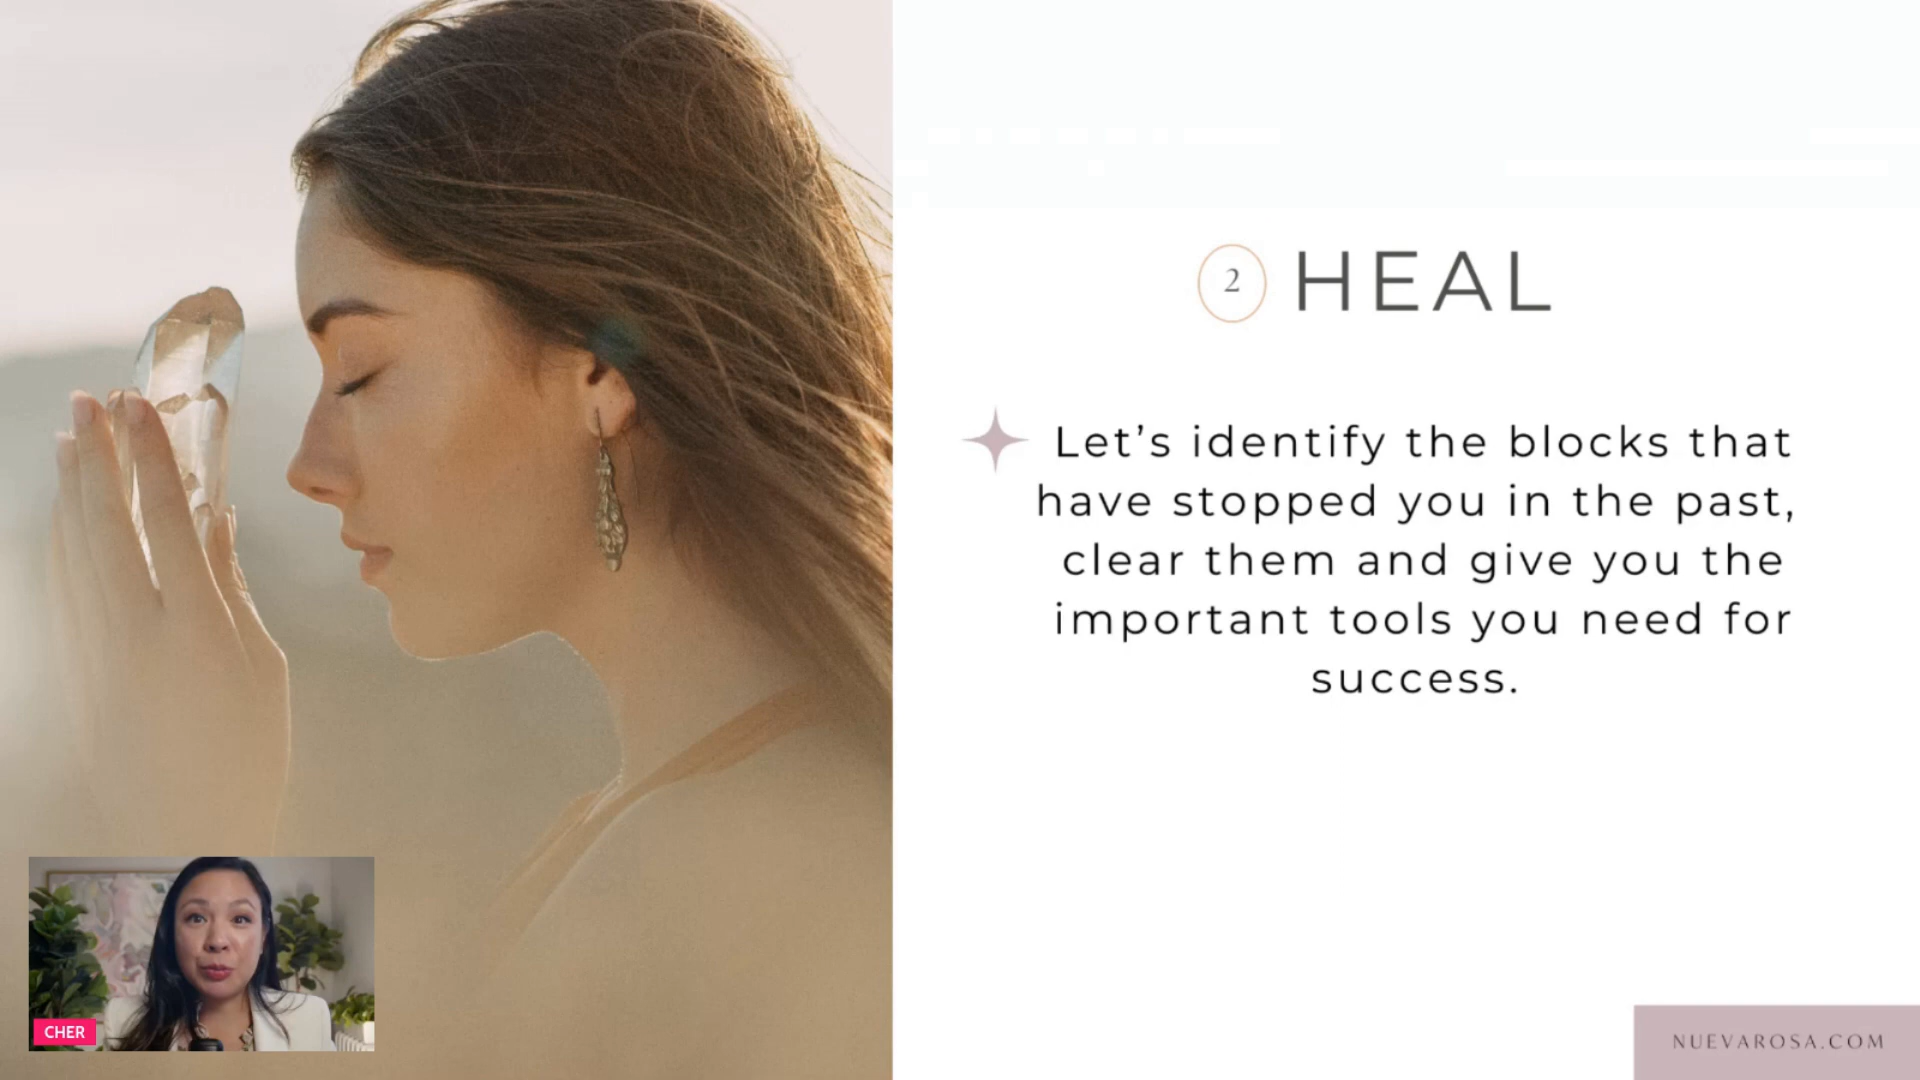 2 HEAL
Let’s identify the blocks that
have stopped you in the past,
clear them and give you the
important tools you need for
success.
CHER
NUEVAROSA.COM